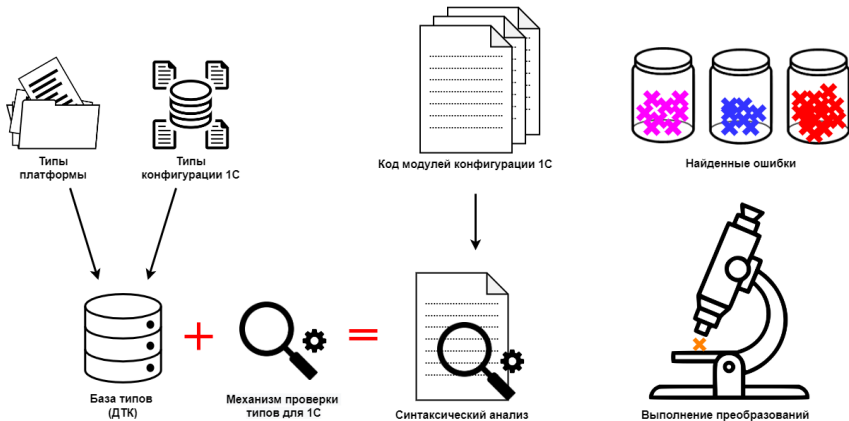 Типы
платформы
Типы
конфигурации 1С
Код модулей конфигурации 1С
Найденные ошибки
База типов
(ДТК)
Механизм проверки
типов для 1С
Синтаксический анализ
Выполнение преобразований